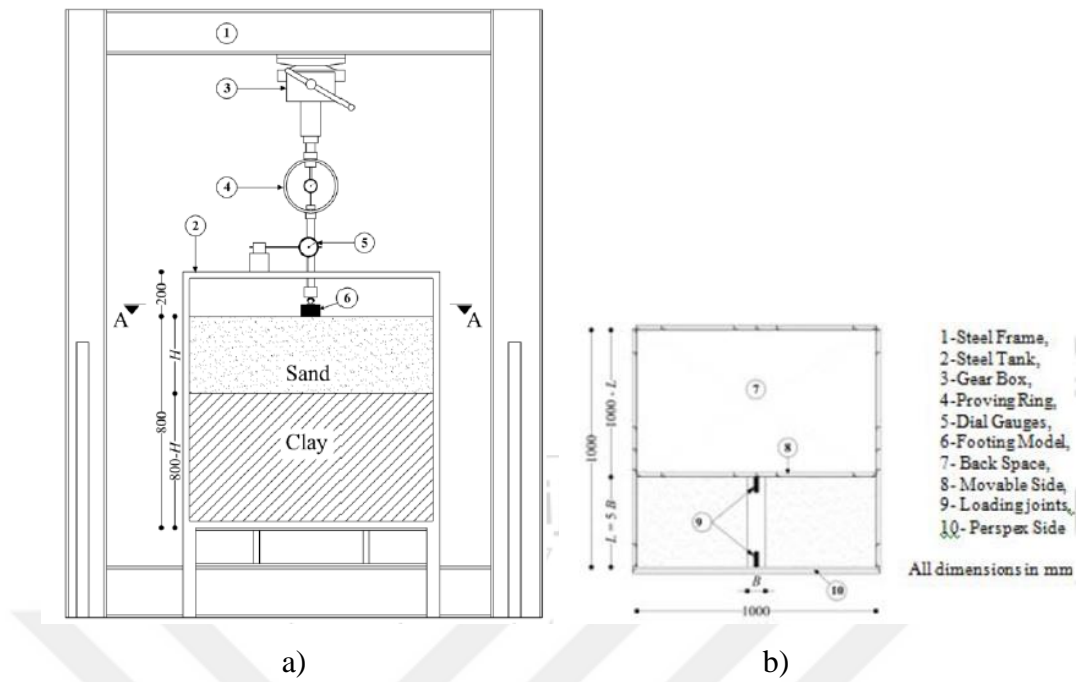 1
3
4
2
5
6
200
A
A
H
Sand
800
Clay
800-H
1000
1000 - L
7
8
9
L = 5 B
B
10
1000
1-Steel Frame,
2-Steel Tank,
3-Gear Box,
4-Proving Ring,
5-Dial Gauges,
6-Footing Model,
7- Back Space,
8- Movable Side,
9- Loading joints,
10- Perspex Side
All dimensions in mm
a)
b)